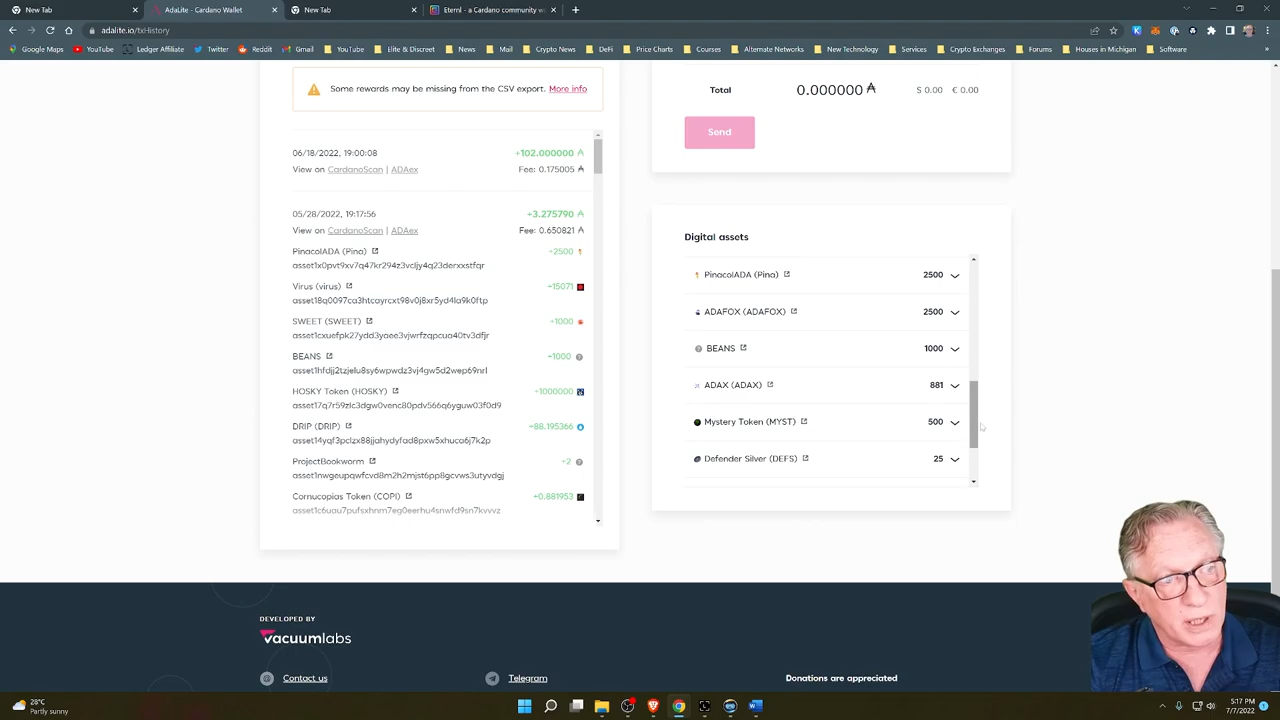 New Tab
AdaLite - Cardano Wallet
New Tab
Eternl - a Cardano community w
adalite.io/txHistory
Google Maps
YouTube
Ledger Affiliate
Twitter
Reddit
Gmail
YouTube
Elite & Discreet
News
Mail
Crypto News
DeFi
Price Charts
Courses
Alternate Networks
New Technology
Services
Crypto Exchanges
Forums
Houses in Michigan
Software
Some rewards may be missing from the CSV export. More info
06/18/2022, 19:00:08 +102.000000 ₳
View on CardanoScan | ADAex Fee: 0.175005 ₳
05/28/2022, 19:17:56 +3.275790 ₳
View on CardanoScan | ADAex Fee: 0.650821 ₳
PinacolADA (Pina) +2500
asset1x0pvt9xv7q47kr294z3vcljy4q23derxxstfqr
Virus (virus) +15071
asset18q0097ca3htcayrcxt98v0j8xr5yd4la9k0ftp
SWEET (SWEET) +1000
asset1cxuefpk27ydd3yaee3vjwrfzqpcua40tv3dfjr
BEANS +1000
asset1hfdjj2tzjelu8sy6wpwdz3vj4gw5d2wep69nrl
HOSKY Token (HOSKY) +1000000
asset17q7r59zlc3dgw0venc80pdv566q6yguw03f0d9
DRIP (DRIP) +88.195366
asset14yqf3pclzx88jjahydyfad8pxw5xhuca6j7k2p
ProjectBookworm +2
asset1nwgeupqwfcvd8m2h2mjst6pp8gcvws3utyvdgj
Cornucopias Token (COPI) +0.881953
asset1c6uau7pufsxhnm7eg0eerhu4snwfd9sn7kvvvz
Total 0.000000 ₳ $ 0.00 € 0.00
Send
Digital assets
PinacolADA (Pina) 2500
ADAFOX (ADAFOX) 2500
BEANS 1000
ADAX (ADAX) 881
Mystery Token (MYST) 500
Defender Silver (DEFS) 25
DEVELOPED BY
vacuumlabs
Contact us
Telegram
Donations are appreciated
28°C
Partly sunny
5:17 PM
7/7/2022